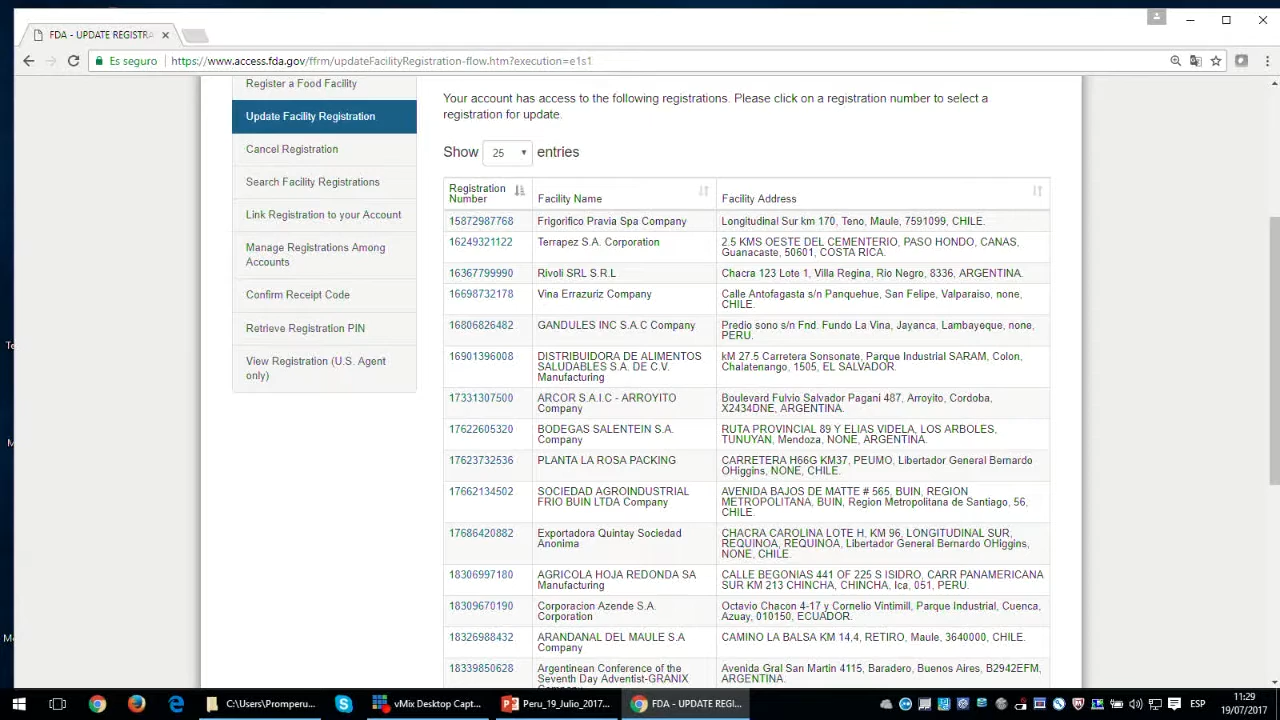 FDA - UPDATE REGISTRA
Es seguro
https://www.access.fda.gov/ffrm/updateFacilityRegistration-flow.htm?execution=e1s1
Register a Food Facility
Update Facility Registration
Cancel Registration
Search Facility Registrations
Link Registration to your Account
Manage Registrations Among
Accounts
Confirm Receipt Code
Retrieve Registration PIN
View Registration (U.S. Agent
only)
Your account has access to the following registrations. Please click on a registration number to select a
registration for update.
Show 25 entries
Registration
Number
Facility Name
Facility Address
15872987768 Frigorifico Pravia Spa Company Longitudinal Sur km 170, Teno, Maule, 7591099, CHILE.
16249321122 Terrapez S.A. Corporation 2.5 KMS OESTE DEL CEMENTERIO, PASO HONDO, CANAS,
Guanacaste, 50601, COSTA RICA.
16367799990 Rivoli SRL S.R.L Chacra 123 Lote 1, Villa Regina, Rio Negro, 8336, ARGENTINA.
16698732178 Vina Errazuriz Company Calle Antofagasta s/n Panquehue, San Felipe, Valparaiso, none,
CHILE.
16806826482 GANDULES INC S.A.C Company Predio sono s/n Fnd. Fundo La Vina, Jayanca, Lambayeque, none,
PERU.
16901396008 DISTRIBUIDORA DE ALIMENTOS kM 27.5 Carretera Sonsonate, Parque Industrial SARAM, Colon,
SALUDABLES S.A. DE C.V. Chalatenango, 1505, EL SALVADOR.
Manufacturing
17331307500 ARCOR S.A.I.C - ARROYITO Boulevard Fulvio Salvador Pagani 487, Arroyito, Cordoba,
Company X2434DNE, ARGENTINA.
17622605320 BODEGAS SALENTEIN S.A. RUTA PROVINCIAL 89 Y ELIAS VIDELA, LOS ARBOLES,
Company TUNUYAN, Mendoza, NONE, ARGENTINA.
17623732536 PLANTA LA ROSA PACKING CARRETERA H66G KM37, PEUMO, Libertador General Bernardo
OHiggins, NONE, CHILE.
17662134502 SOCIEDAD AGROINDUSTRIAL AVENIDA BAJOS DE MATTE # 565, BUIN, REGION
FRIO BUIN LTDA Company METROPOLITANA, BUIN, Region Metropolitana de Santiago, 56,
CHILE.
17686420882 Exportadora Quintay Sociedad CHACRA CAROLINA LOTE H, KM 96, LONGITUDINAL SUR,
Anonima REQUINOA, REQUINOA, Libertador General Bernardo OHiggins,
NONE, CHILE.
18306997180 AGRICOLA HOJA REDONDA SA CALLE BEGONIAS 441 OF 225 S ISIDRO, CARR PANAMERICANA
Manufacturing SUR KM 213 CHINCHA, CHINCHA, Ica, 051, PERU.
18309670190 Corporacion Azende S.A. Octavio Chacon 4-17 y Cornelio Vintimill, Parque Industrial, Cuenca,
Corporation Azuay, 010150, ECUADOR.
18326988432 ARANDANAL DEL MAULE S.A CAMINO LA BALSA KM 14,4, RETIRO, Maule, 3640000, CHILE.
Company
18339850628 Argentinean Conference of the Avenida Gral San Martin 4115, Baradero, Buenos Aires, B2942EFM,
Seventh Day Adventist-GRANIX ARGENTINA.
C:\Users\Promperu...
vMix Desktop Capt...
Peru_19_Julio_2017...
FDA - UPDATE REGI...
ESP
11:29
19/07/2017